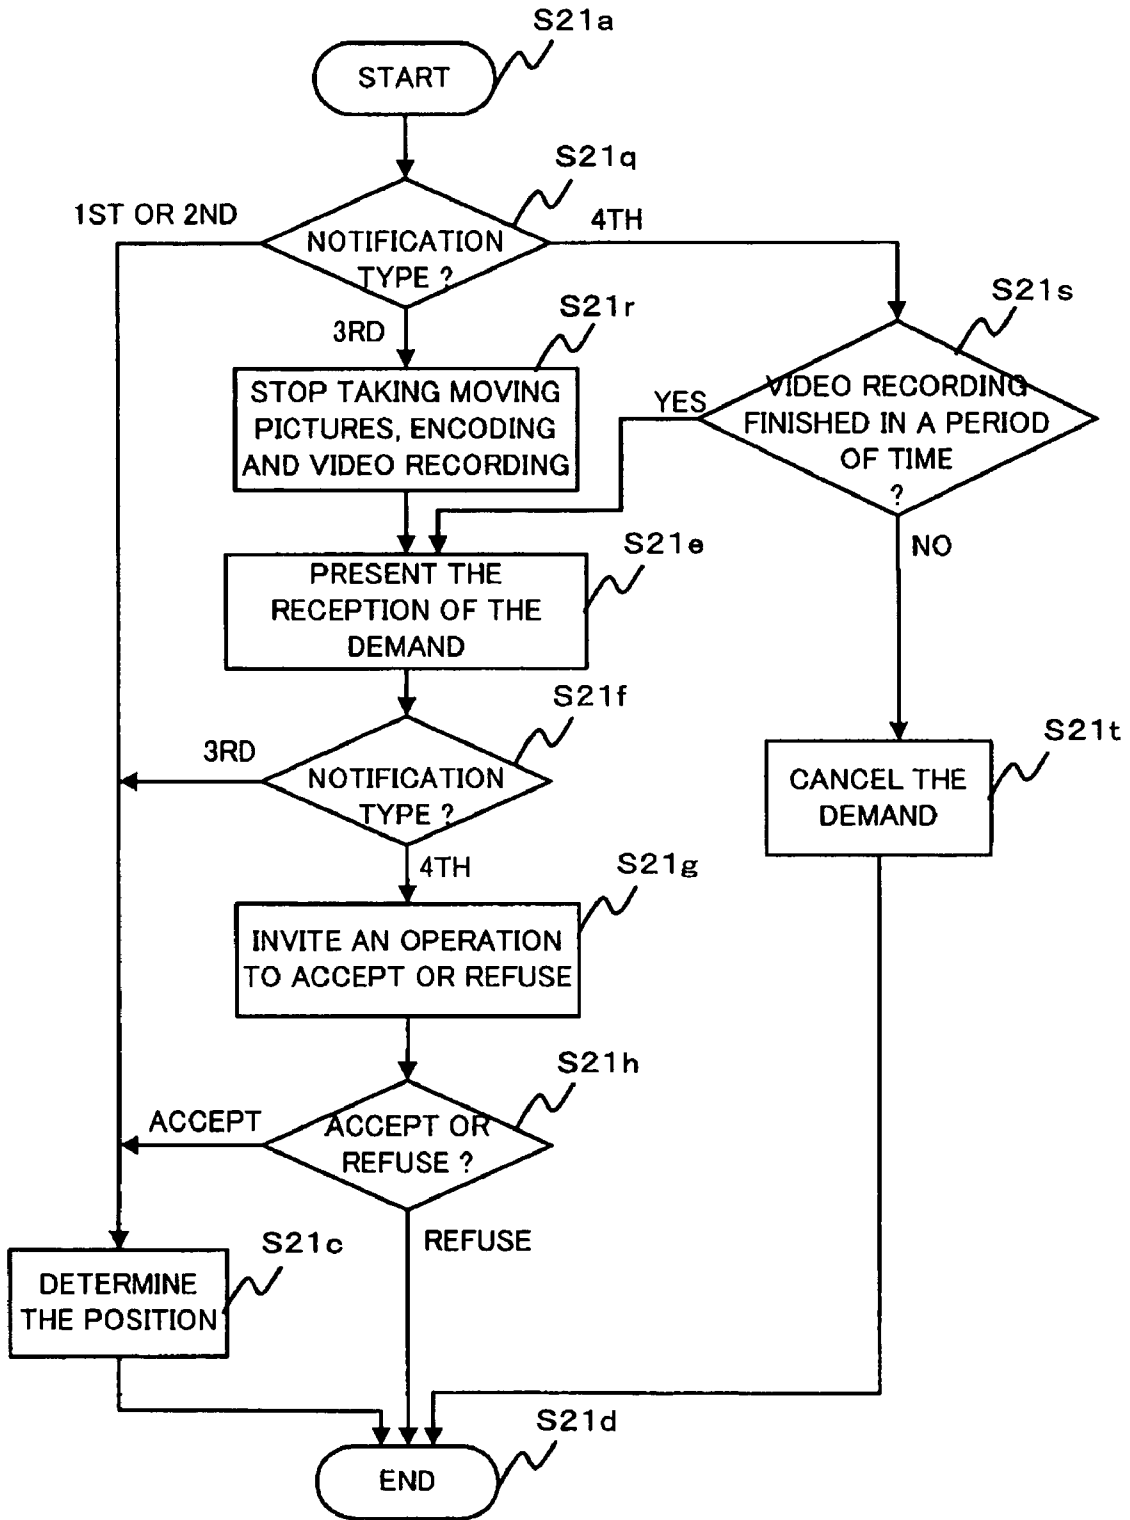 S21a
START
S21q
1ST OR 2ND
4TH
NOTIFICATION
TYPE ?
S21s
S21r
3RD
STOP TAKING MOVING
PICTURES, ENCODING
AND VIDEO RECORDING
YES
VIDEO RECORDING
FINISHED IN A PERIOD
OF TIME
?
NO
S21e
PRESENT THE
RECEPTION OF THE
DEMAND
S21f
3RD
NOTIFICATION
TYPE ?
S21t
CANCEL THE
DEMAND
4TH
S21g
INVITE AN OPERATION
TO ACCEPT OR REFUSE
S21h
ACCEPT
ACCEPT OR
REFUSE ?
REFUSE
S21c
DETERMINE
THE POSITION
S21d
END